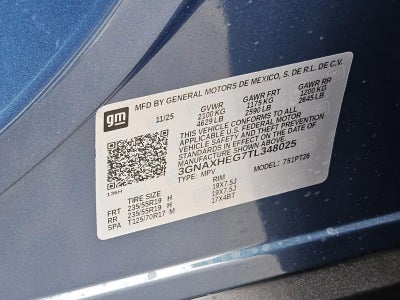 gm
MFD BY GENERAL MOTORS DE MEXICO, S. DE R.L. DE C.V.
11/25 GVWR GAWR FRT GAWR RR
2100 KG 1175 KG 1200 KG
4629 LB 2590 LB 2645 LB
THIS VEHICLE CONFORMS TO ALL
APPLICABLE U.S. FEDERAL MOTOR
VEHICLE SAFETY STANDARDS IN
EFFECT ON THE DATE OF
MANUFACTURE SHOWN ABOVE.
3GNAXHEG7TL348025
TYPE: MPV MODEL: 751PT26
TIRE SIZE RIM
FRT 235/55R19 H 19X7.5J
RR 235/55R19 H 19X7.5J
SPA T125/70R17 M 17X4BT